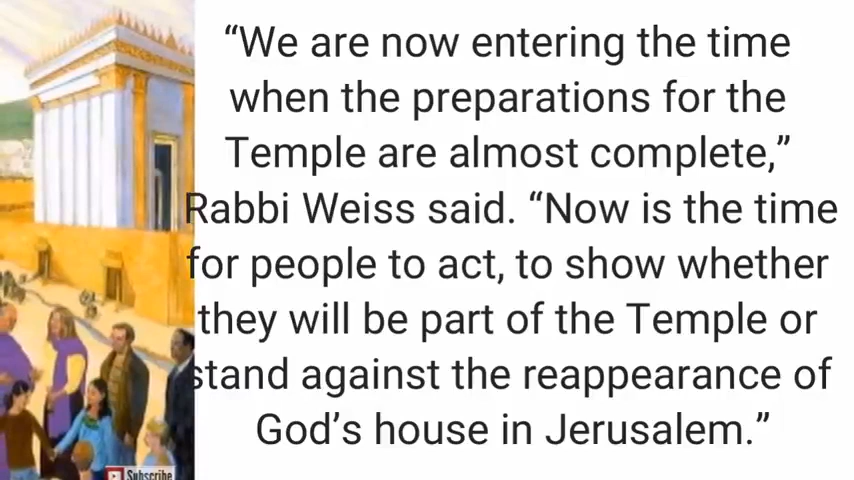 “We are now entering the time
when the preparations for the
Temple are almost complete,”
Rabbi Weiss said. “Now is the time
for people to act, to show whether
they will be part of the Temple or
stand against the reappearance of
God’s house in Jerusalem.”
Subscribe